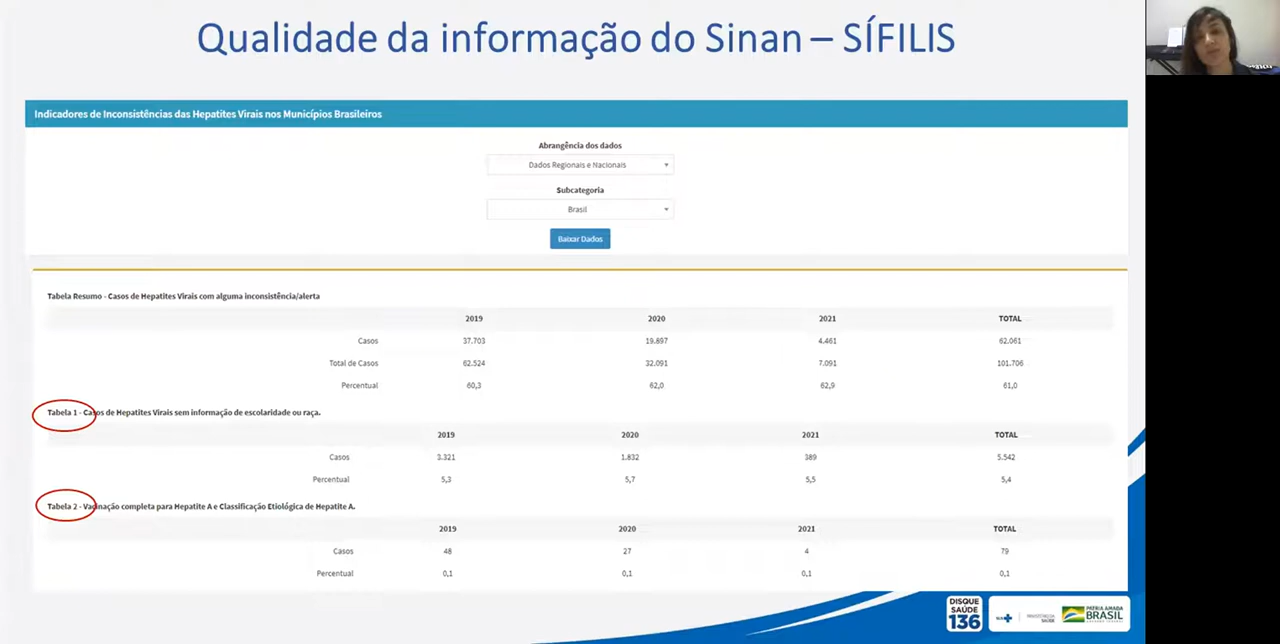 Qualidade da informação do Sinan – SÍFILIS
Indicadores de Inconsistências das Hepatites Virais nos Municípios Brasileiros
Abrangência dos dados
Dados Regionais e Nacionais
Subcategoria
Brasil
Baixar Dados
Tabela Resumo - Casos de Hepatites Virais com alguma inconsistência/alerta
2019 2020 2021 TOTAL
Casos 37.703 19.897 4.461 62.061
Total de Casos 62.524 32.091 7.091 101.706
Percentual 60,3 62,0 62,9 61,0
Tabela 1 - Casos de Hepatites Virais sem informação de escolaridade ou raça.
2019 2020 2021 TOTAL
Casos 3.321 1.832 389 5.542
Percentual 5,3 5,7 5,5 5,4
Tabela 2 - Vacinação completa para Hepatite A e Classificação Etiológica de Hepatite A.
2019 2020 2021 TOTAL
Casos 48 27 4 79
Percentual 0,1 0,1 0,1 0,1
DISQUE
SAÚDE
136
SUS
MINISTÉRIO DA
SAÚDE
PÁTRIA AMADA
BRASIL